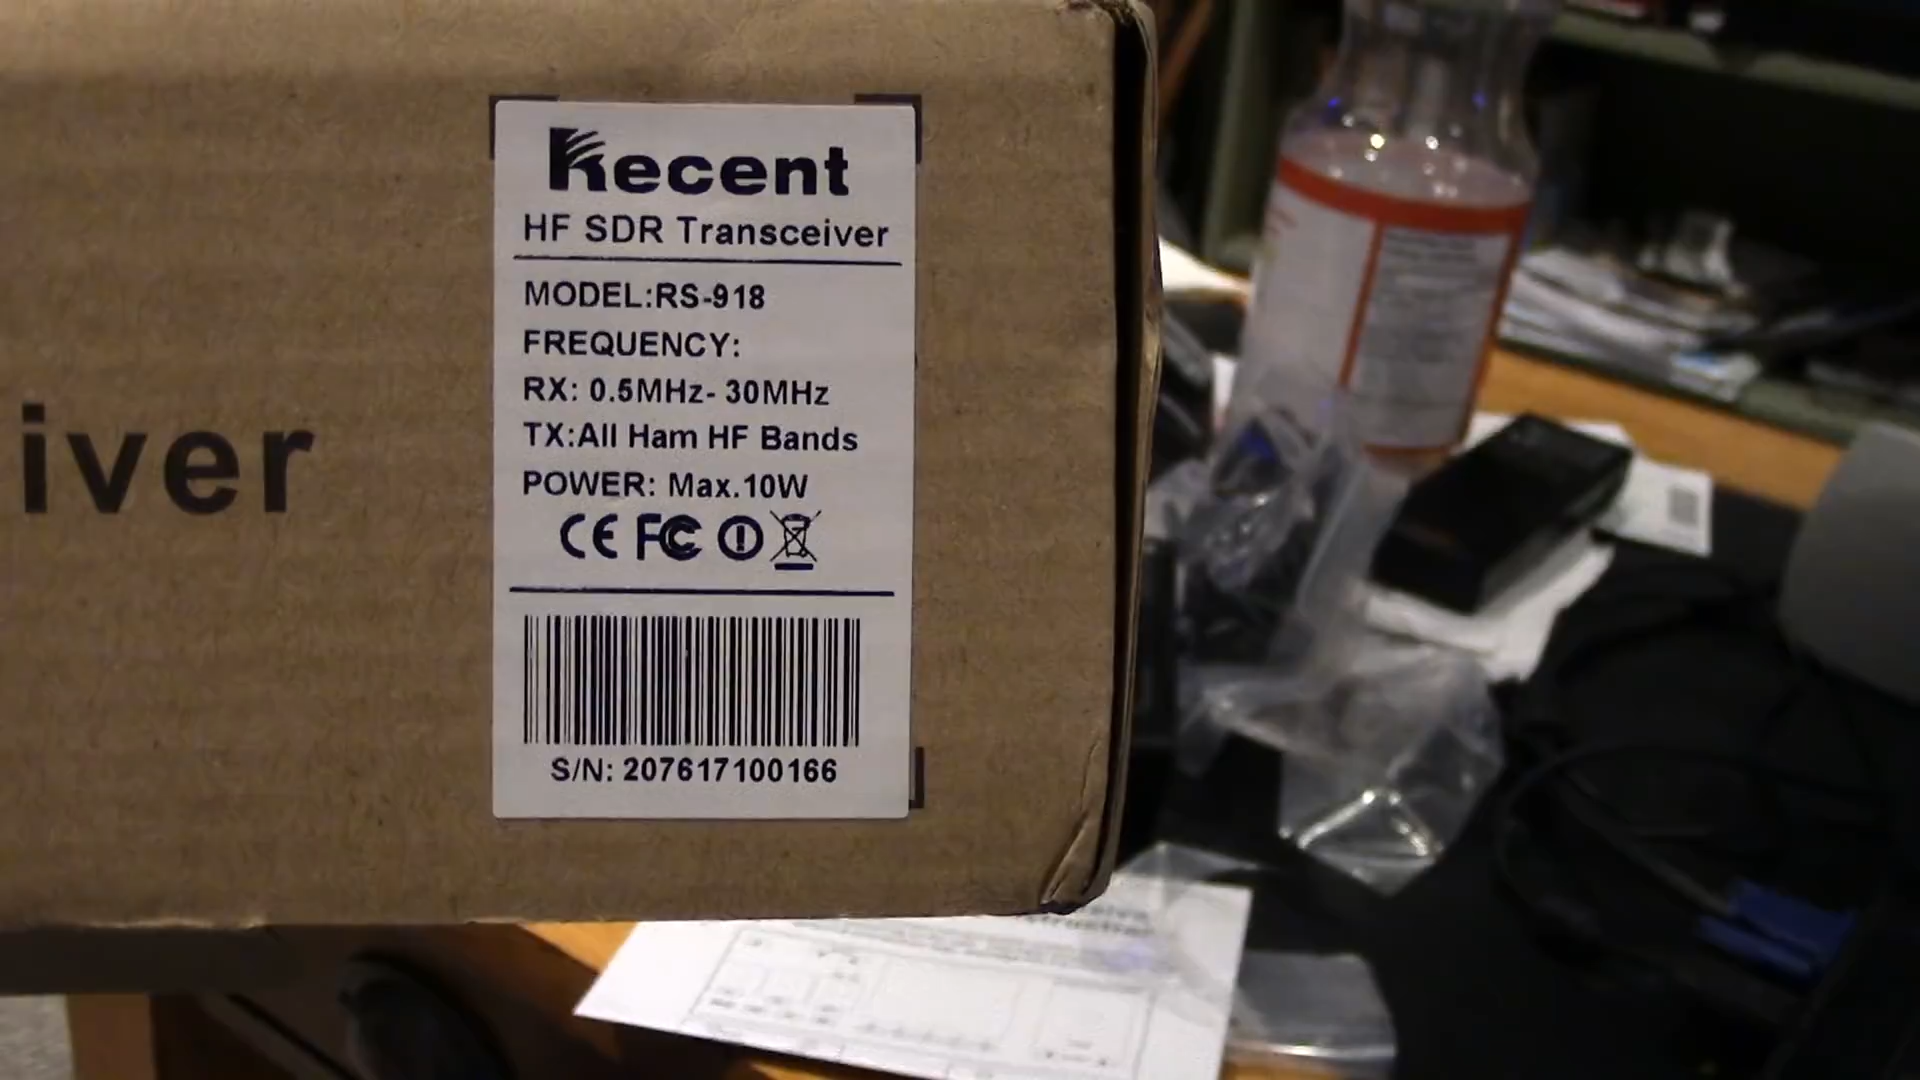 iver
Recent
HF SDR Transceiver
MODEL:RS-918
FREQUENCY:
RX: 0.5MHz- 30MHz
TX:All Ham HF Bands
POWER: Max.10W
CE FC
S/N: 207617100166